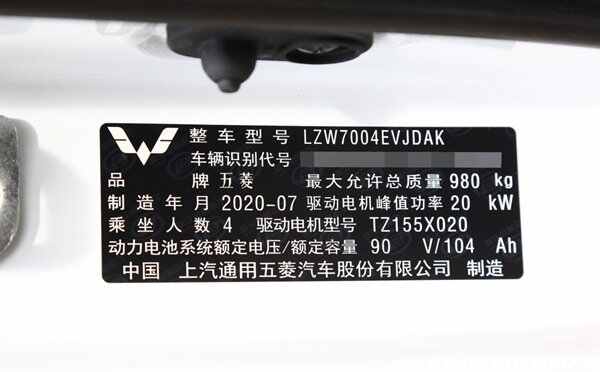 整车型号 LZW7004EVJDAK
车辆识别代号
品 牌 五菱 最大允许总质量 980 kg
制造年月 2020-07 驱动电机峰值功率 20 kW
乘坐人数 4 驱动电机型号 TZ155X020
动力电池系统额定电压/额定容量 90 V/104 Ah
中国 上汽通用五菱汽车股份有限公司 制造